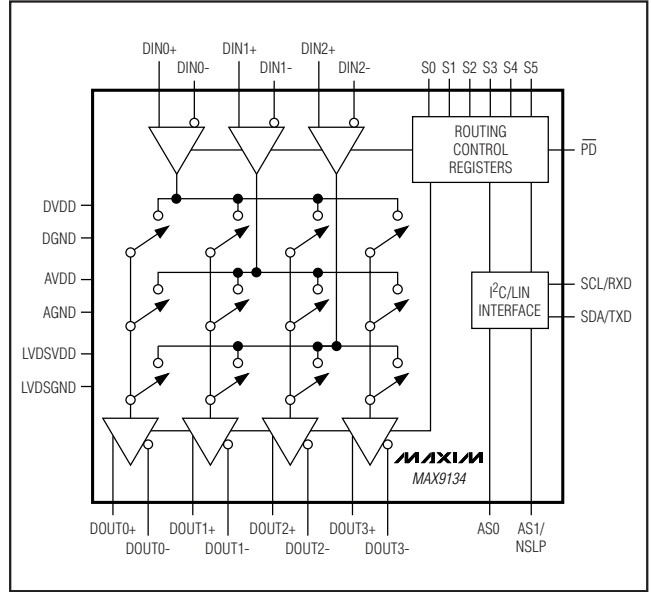 DIN0+ DIN1+ DIN2+
DIN0- DIN1- DIN2- S0 S1 S2 S3 S4 S5
ROUTING
CONTROL
REGISTERS
PD
DVDD
DGND
AVDD
AGND
LVDSVDD
LVDSGND
I²C/LIN
INTERFACE
SCL/RXD
SDA/TXD
MAXIM
MAX9134
DOUT0+ DOUT1+ DOUT2+ DOUT3+ AS0 AS1/
DOUT0- DOUT1- DOUT2- DOUT3- NSLP